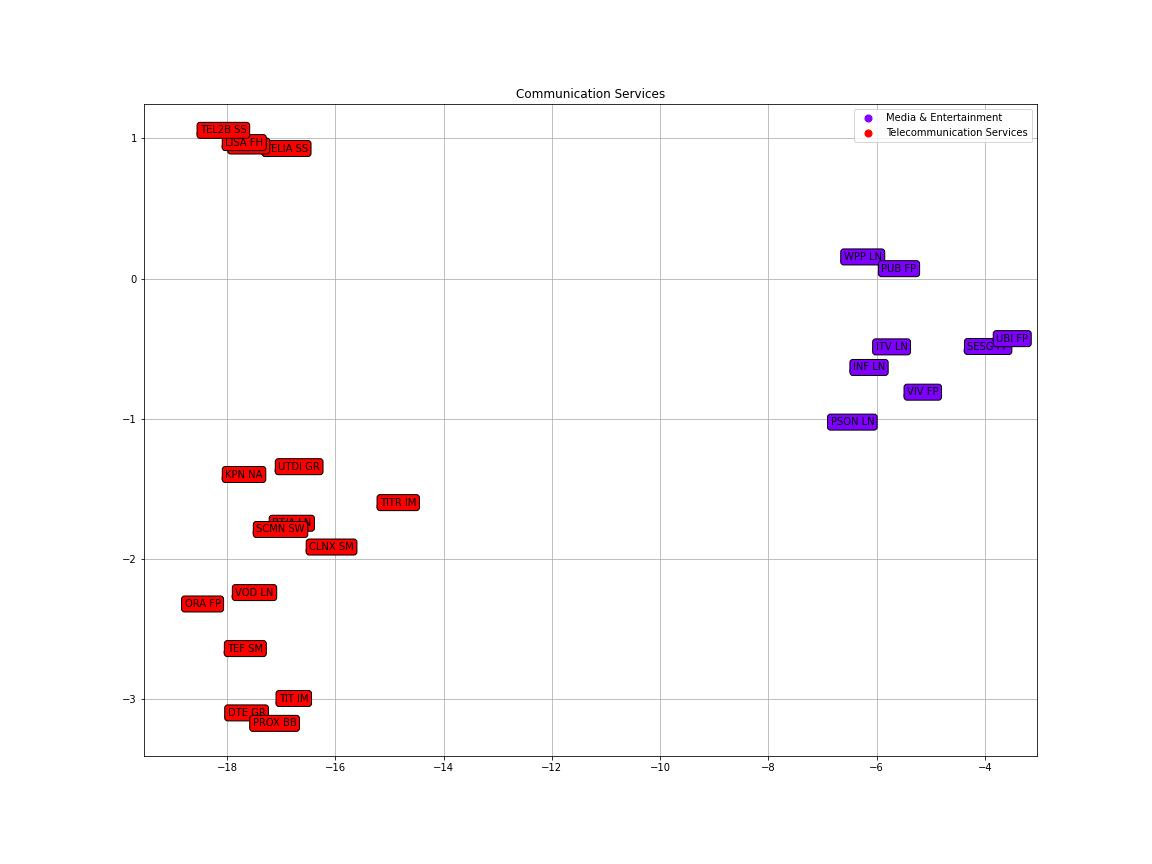 Communication Services
Media & Entertainment
Telecommunication Services
TEL2B SS
ELISA FH
TELIA SS
WPP LN
PUB FP
UBI FP
ITV LN
INF LN
VIV FP
PSON LN
UTDI GR
KPN NA
TITR IM
SCMN SW
CLNX SM
VOD LN
ORA FP
TEF SM
TIT IM
DTE GR
PROX BB
1
0
−1
−2
−3
−18
−16
−14
−12
−10
−8
−6
−4